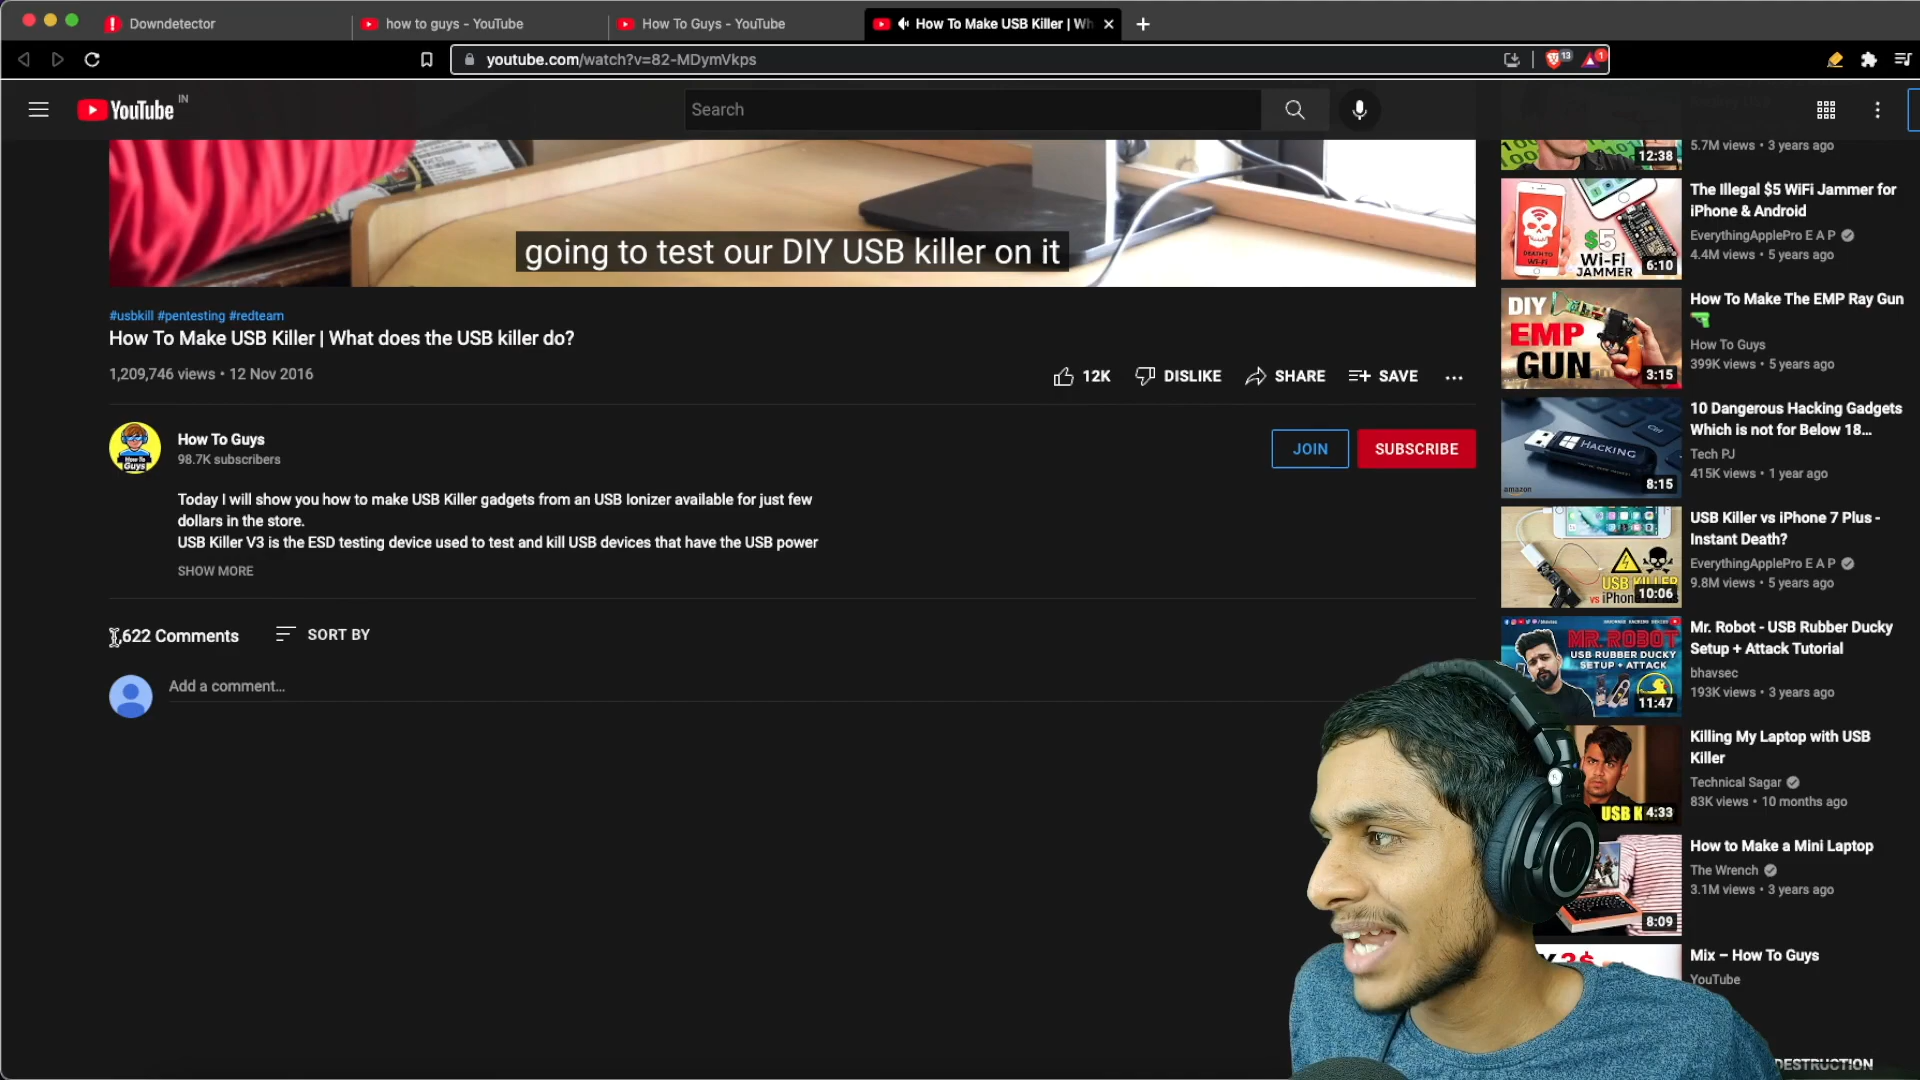 Downdetector
how to guys - YouTube
How To Guys - YouTube
How To Make USB Killer | Wh
youtube.com/watch?v=82-MDymVkps
13
1
YouTube IN
Search
going to test our DIY USB killer on it
#usbkill #pentesting #redteam
How To Make USB Killer | What does the USB killer do?
1,209,746 views • 12 Nov 2016
12K
DISLIKE
SHARE
SAVE
How To Guys
98.7K subscribers
JOIN
SUBSCRIBE
Today I will show you how to make USB Killer gadgets from an USB Ionizer available for just few
dollars in the store.
USB Killer V3 is the ESD testing device used to test and kill USB devices that have the USB power
SHOW MORE
,622 Comments
SORT BY
Add a comment...
12:38
5.7M views • 3 years ago
$5
Wi-Fi
JAMMER
DEATH TO
WI-FI
6:10
The Illegal $5 WiFi Jammer for
iPhone & Android
EverythingApplePro E A P
4.4M views • 5 years ago
DIY
EMP
GUN
3:15
How To Make The EMP Ray Gun
How To Guys
399K views • 5 years ago
Ctrl
HACKING
amazon
8:15
10 Dangerous Hacking Gadgets
Which is not for Below 18...
Tech PJ
415K views • 1 year ago
USB KILLER
vs iPhon
10:06
USB Killer vs iPhone 7 Plus -
Instant Death?
EverythingApplePro E A P
9.8M views • 5 years ago
MR. ROBOT
USB RUBBER DUCKY
SETUP + ATTACK
11:47
Mr. Robot - USB Rubber Ducky
Setup + Attack Tutorial
bhavsec
193K views • 3 years ago
USB K
4:33
Killing My Laptop with USB
Killer
Technical Sagar
83K views • 10 months ago
8:09
How to Make a Mini Laptop
The Wrench
3.1M views • 3 years ago
Mix – How To Guys
YouTube
DESTRUCTION